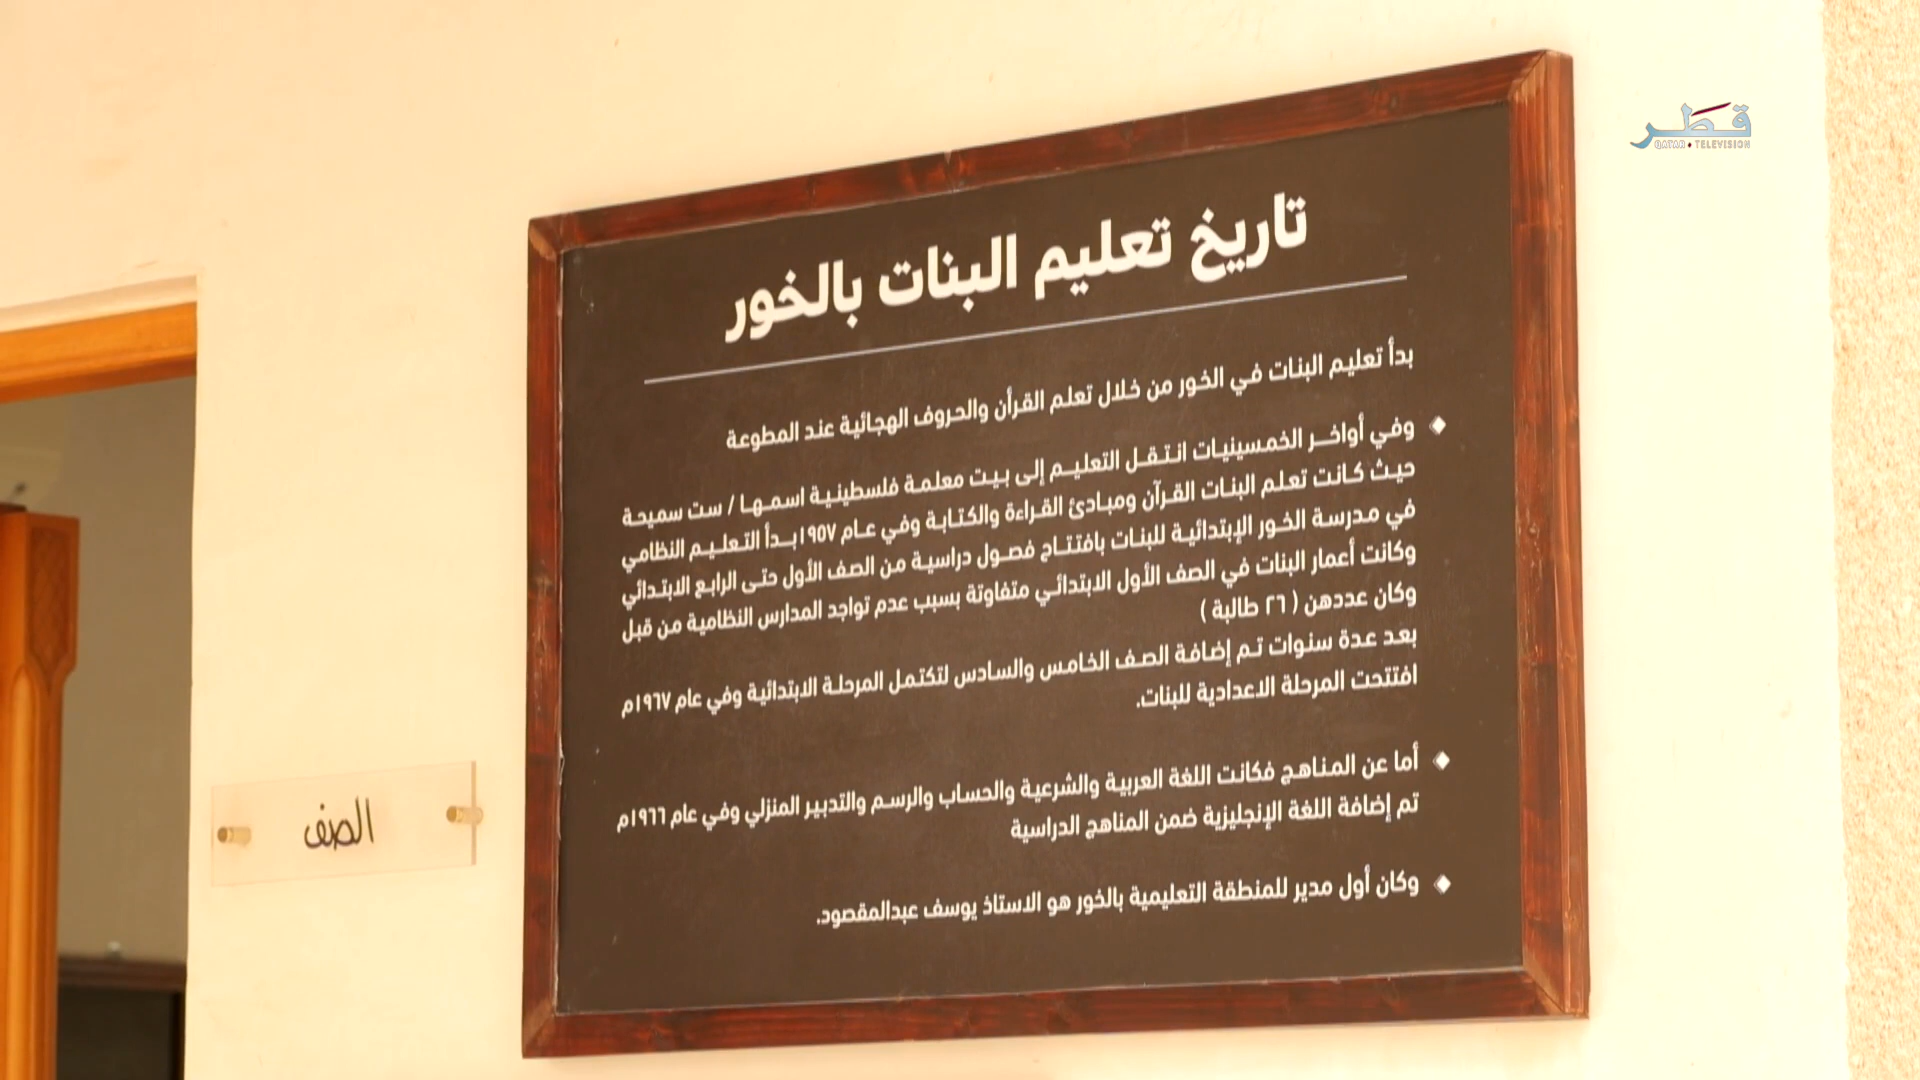 قطر
QATAR TELEVISION
تاريخ تعليم البنات بالخور
بدأ تعليم البنات في الخور من خلال تعلم القرأن والحروف الهجائية عند المطوعة
وفي أواخر الخمسينيات انتقل التعليم إلى بيت معلمة فلسطينية اسمها / ست سميحة
حيث كانت تعلم البنات القرآن ومبادئ القراءة والكتابة وفي عام ١٩٥٧ بدأ التعليم النظامي
في مدرسة الخور الإبتدائية للبنات بافتتاح فصول دراسية من الصف الأول حتى الرابع الابتدائي
وكانت أعمار البنات في الصف الأول الابتدائي متفاوتة بسبب عدم تواجد المدارس النظامية من قبل
وكان عددهن ( ٢٦ طالبة )
بعد عدة سنوات تم إضافة الصف الخامس والسادس لتكتمل المرحلة الابتدائية وفي عام ١٩٦٧م
افتتحت المرحلة الاعدادية للبنات.
أما عن المناهج فكانت اللغة العربية والشرعية والحساب والرسم والتدبير المنزلي وفي عام ١٩٦٦م
تم إضافة اللغة الإنجليزية ضمن المناهج الدراسية
وكان أول مدير للمنطقة التعليمية بالخور هو الاستاذ يوسف عبدالمقصود.
الصف